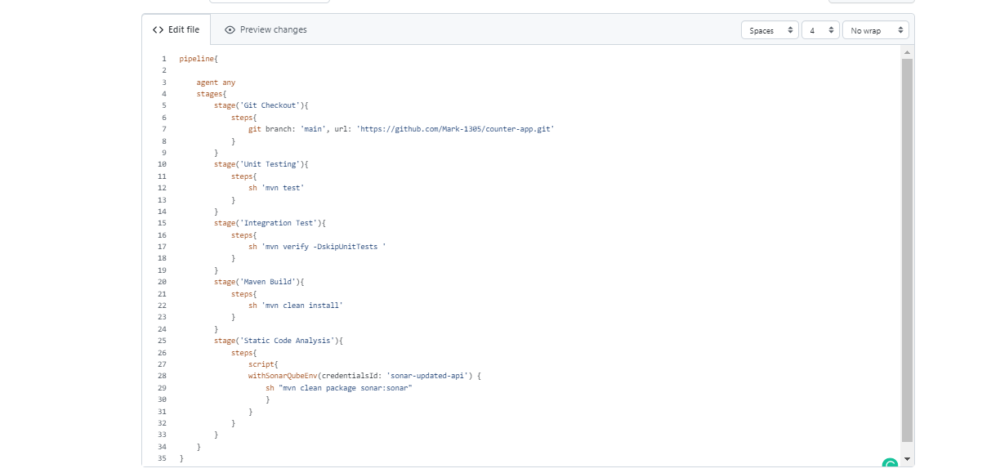 Edit file Preview changes Spaces 4 No wrap
1 pipeline{
2
3 agent any
4 stages{
5 stage('Git Checkout'){
6 steps{
7 git branch: 'main', url: 'https://github.com/Mark-1305/counter-app.git'
8 }
9 }
10 stage('Unit Testing'){
11 steps{
12 sh 'mvn test'
13 }
14 }
15 stage('Integration Test'){
16 steps{
17 sh 'mvn verify -DskipUnitTests '
18 }
19 }
20 stage('Maven Build'){
21 steps{
22 sh 'mvn clean install'
23 }
24 }
25 stage('Static Code Analysis'){
26 steps{
27 script{
28 withSonarQubeEnv(credentialsId: 'sonar-updated-api') {
29 sh "mvn clean package sonar:sonar"
30 }
31 }
32 }
33 }
34 }
35 }